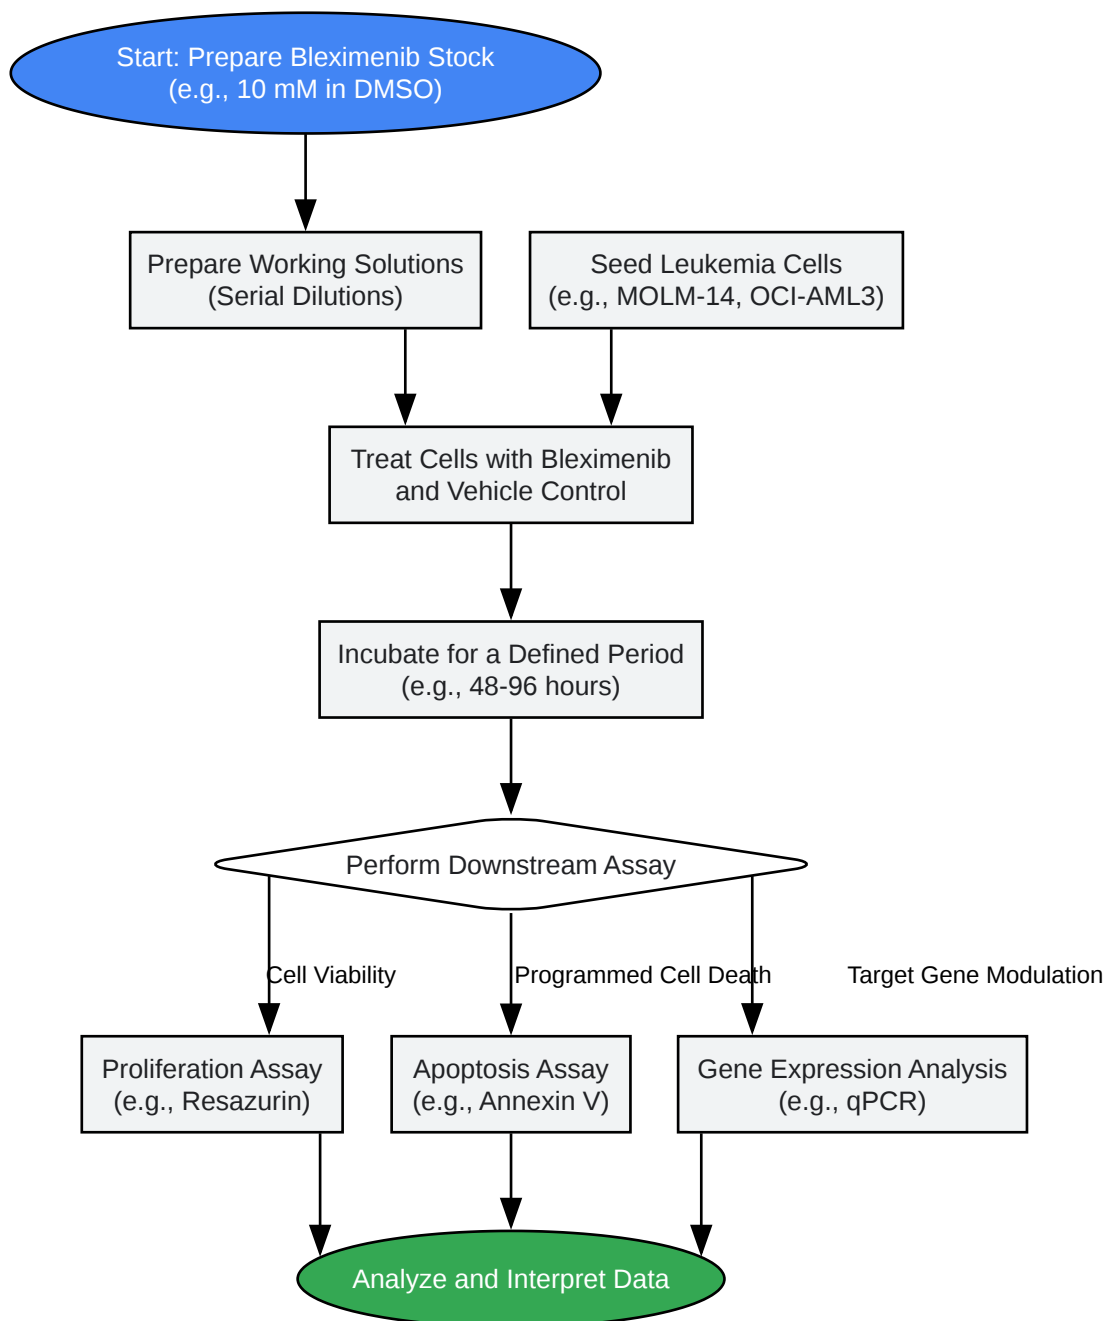 Start: Prepare Bleximenib Stock
(e.g., 10 mM in DMSO)
Prepare Working Solutions
(Serial Dilutions)
Seed Leukemia Cells
(e.g., MOLM-14, OCI-AML3)
Treat Cells with Bleximenib
and Vehicle Control
Incubate for a Defined Period
(e.g., 48-96 hours)
Perform Downstream Assay
Cell Viability
Programmed Cell Death
Target Gene Modulation
Proliferation Assay
(e.g., Resazurin)
Apoptosis Assay
(e.g., Annexin V)
Gene Expression Analysis
(e.g., qPCR)
Analyze and Interpret Data